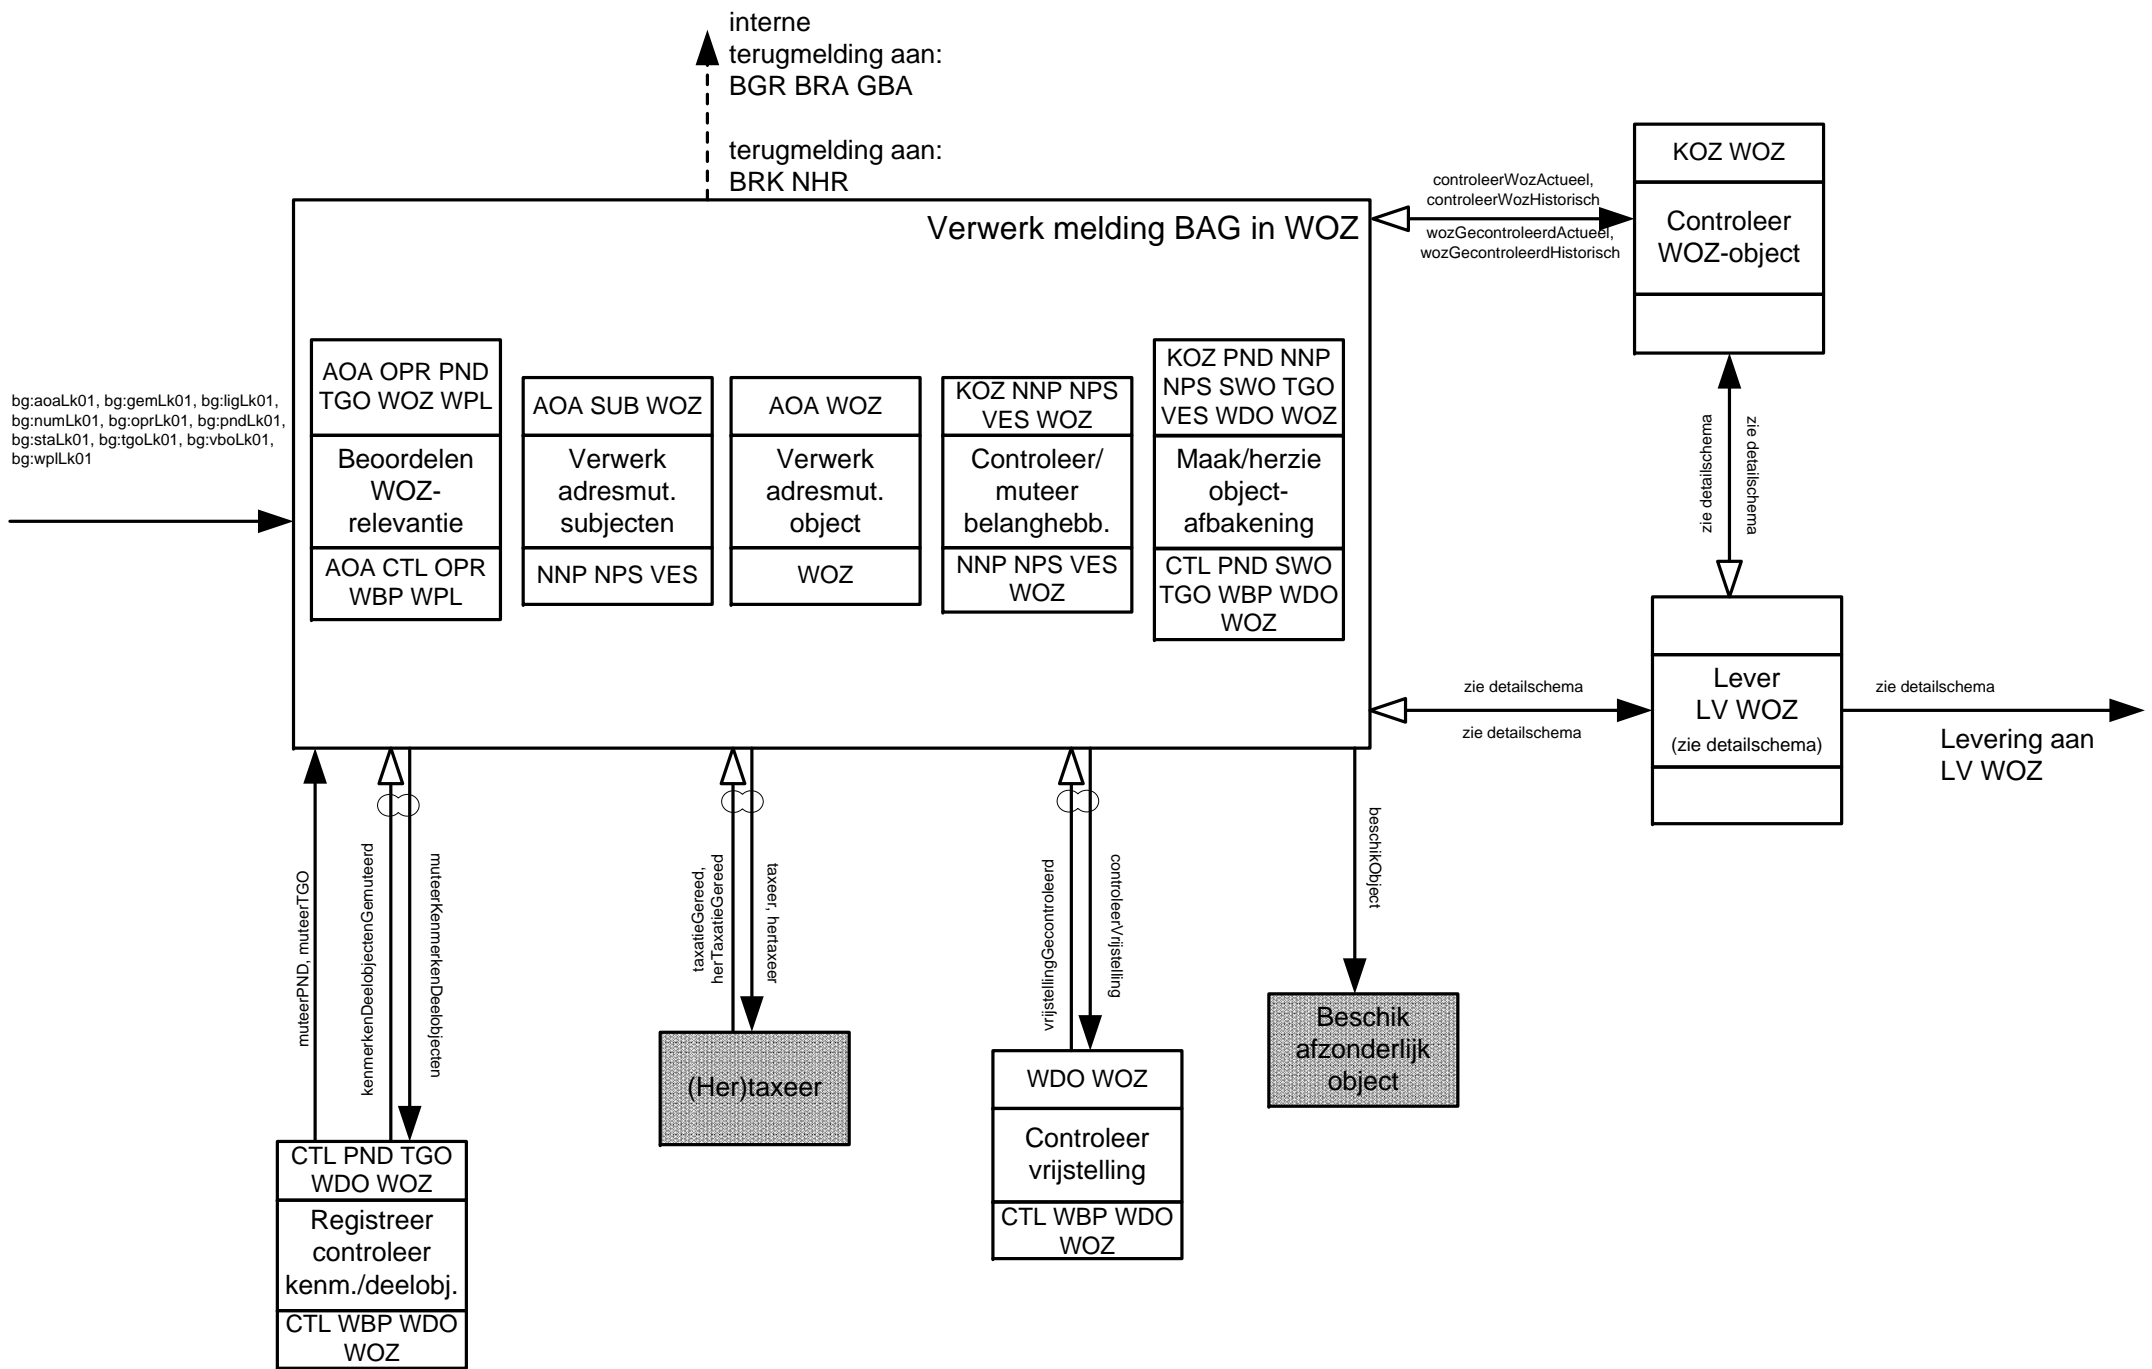 interne
terugmelding aan:
BGR BRA GBA
terugmelding aan:
BRK NHR
Verwerk melding BAG in WOZ
controleerWozActueel,
controleerWozHistorisch
wozGecontroleerdActueel,
wozGecontroleerdHistorisch
KOZ WOZ
Controleer
WOZ-object
bg:aoaLk01, bg:gemLk01, bg:ligLk01,
bg:numLk01, bg:oprLk01, bg:pndLk01,
bg:staLk01, bg:tgoLk01, bg:vboLk01,
bg:wplLk01
AOA OPR PND
TGO WOZ WPL
Beoordelen
WOZ-
relevantie
AOA CTL OPR
WBP WPL
AOA SUB WOZ
Verwerk
adresmut.
subjecten
NNP NPS VES
AOA WOZ
Verwerk
adresmut.
object
WOZ
KOZ NNP NPS
VES WOZ
Controleer/
muteer
belanghebb.
NNP NPS VES
WOZ
KOZ PND NNP
NPS SWO TGO
VES WDO WOZ
Maak/herzie
object-
afbakening
CTL PND SWO
TGO WBP WDO
WOZ
zie detailschema
zie detailschema
zie detailschema
zie detailschema
Lever
LV WOZ
(zie detailschema)
zie detailschema
Levering aan
LV WOZ
muteerPND, muteerTGO
kenmerkenDeelobjectenGemuteerd
muteerKenmerkenDeelobjecten
taxatieGereed,
herTaxatieGereed
taxeer, hertaxeer
vrijstellingGecontroleerd
controleerVrijstelling
beschikObject
CTL PND TGO
WDO WOZ
Registreer
controleer
kenm./deelobj.
CTL WBP WDO
WOZ
(Her)taxeer
WDO WOZ
Controleer
vrijstelling
CTL WBP WDO
WOZ
Beschik
afzonderlijk
object